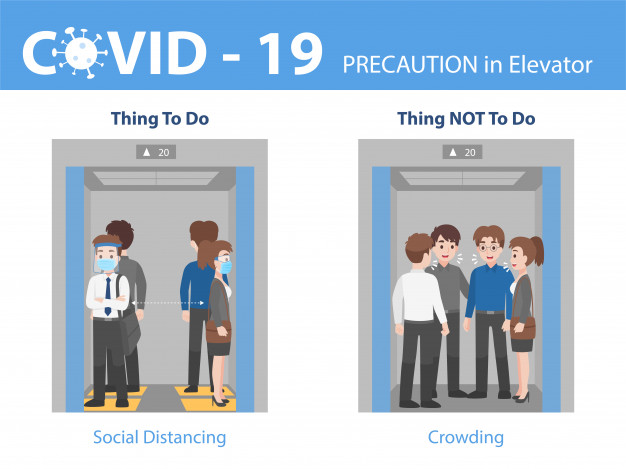 COVID - 19 PRECAUTION in Elevator
Thing To Do
Thing NOT To Do
▲ 20
▲ 20
Social Distancing
Crowding